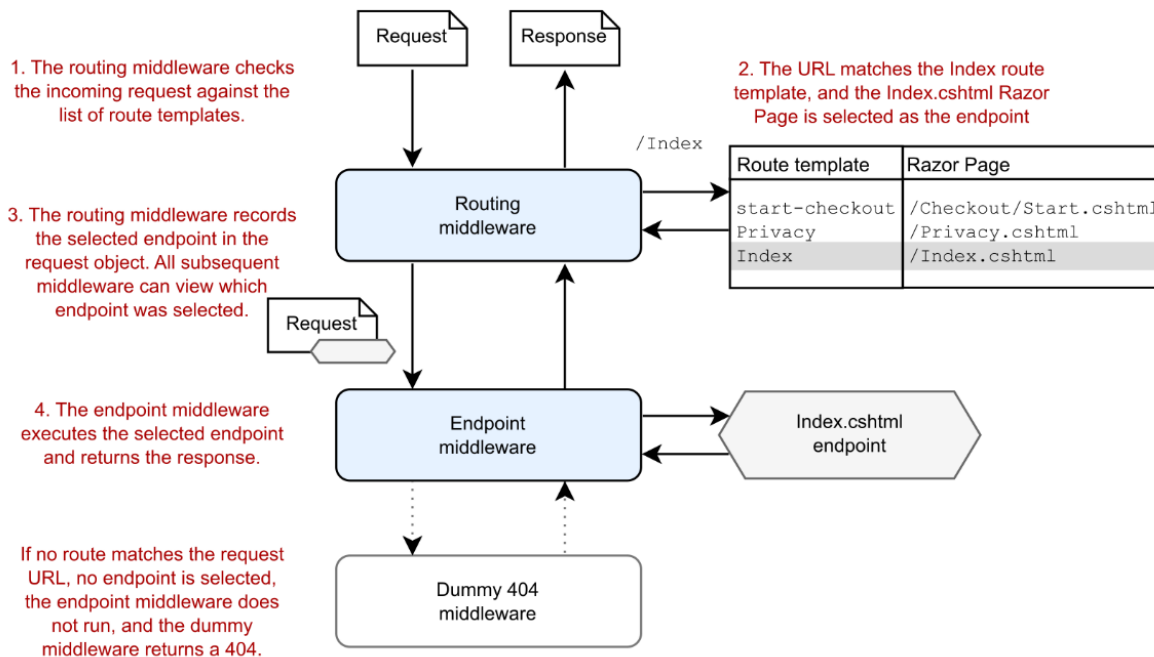 Request
Response
1. The routing middleware checks
the incoming request against the
list of route templates.
2. The URL matches the Index route
template, and the Index.cshtml Razor
Page is selected as the endpoint
/Index
Route template
Razor Page
start-checkout
/Checkout/Start.cshtml
Privacy
/Privacy.cshtml
Index
/Index.cshtml
Routing
middleware
3. The routing middleware records
the selected endpoint in the
request object. All subsequent
middleware can view which
endpoint was selected.
Request
4. The endpoint middleware
executes the selected endpoint
and returns the response.
Endpoint
middleware
Index.cshtml
endpoint
If no route matches the request
URL, no endpoint is selected,
the endpoint middleware does
not run, and the dummy
middleware returns a 404.
Dummy 404
middleware